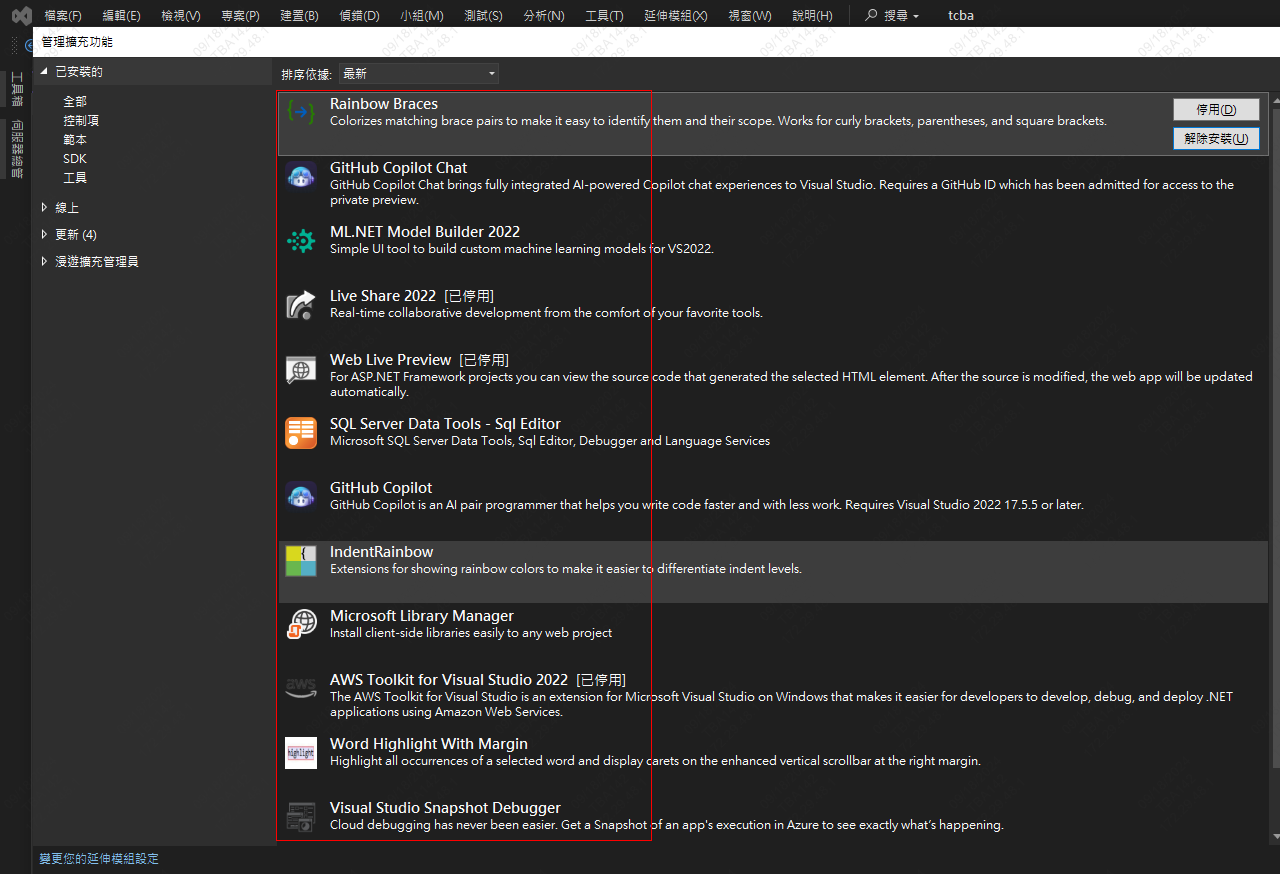 檔案(F) 編輯(E) 檢視(V) 專案(P) 建置(B) 偵錯(D) 小組(M) 測試(S) 分析(N) 工具(T) 延伸模組(X) 視窗(W) 說明(H) 搜尋 tcba
管理擴充功能
工具箱
伺服器總管
已安裝的
全部
控制項
範本
SDK
工具
線上
更新 (4)
漫遊擴充管理員
排序依據: 最新
Rainbow Braces
Colorizes matching brace pairs to make it easy to identify them and their scope. Works for curly brackets, parentheses, and square brackets.
停用(D)
解除安裝(U)
GitHub Copilot Chat
GitHub Copilot Chat brings fully integrated AI-powered Copilot chat experiences to Visual Studio. Requires a GitHub ID which has been admitted for access to the
private preview.
ML.NET Model Builder 2022
Simple UI tool to build custom machine learning models for VS2022.
Live Share 2022 [已停用]
Real-time collaborative development from the comfort of your favorite tools.
Web Live Preview [已停用]
For ASP.NET Framework projects you can view the source code that generated the selected HTML element. After the source is modified, the web app will be updated
automatically.
SQL Server Data Tools - Sql Editor
Microsoft SQL Server Data Tools, Sql Editor, Debugger and Language Services
GitHub Copilot
GitHub Copilot is an AI pair programmer that helps you write code faster and with less work. Requires Visual Studio 2022 17.5.5 or later.
IndentRainbow
Extensions for showing rainbow colors to make it easier to differentiate indent levels.
Microsoft Library Manager
Install client-side libraries easily to any web project
aws
AWS Toolkit for Visual Studio 2022 [已停用]
The AWS Toolkit for Visual Studio is an extension for Microsoft Visual Studio on Windows that makes it easier for developers to develop, debug, and deploy .NET
applications using Amazon Web Services.
highlight
Word Highlight With Margin
Highlight all occurrences of a selected word and display carets on the enhanced vertical scrollbar at the right margin.
Visual Studio Snapshot Debugger
Cloud debugging has never been easier. Get a Snapshot of an app's execution in Azure to see exactly what's happening.
變更您的延伸模組設定